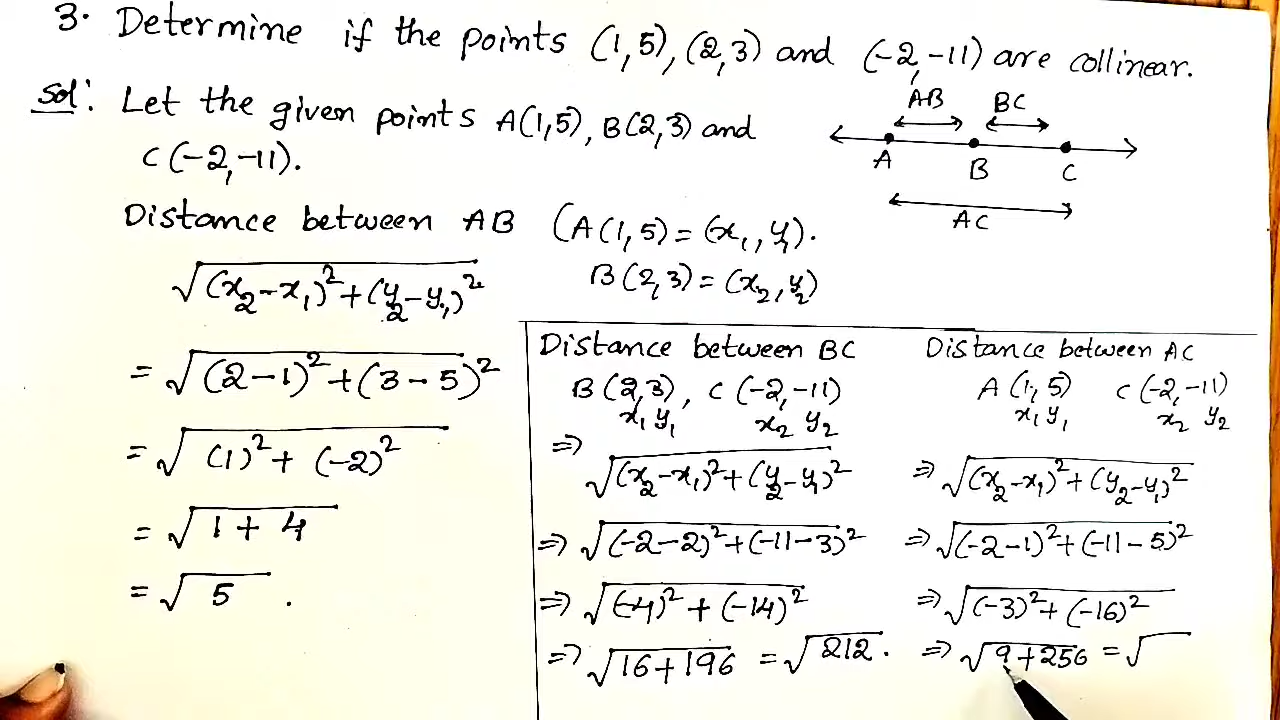 3. Determine if the points (1,5), (2,3) and (-2,-11) are collinear.
Sol: Let the given points A(1,5), B(2,3) and
C(-2,-11).
AB BC
A B C
AC
Distance between AB (A(1,5) = (x₁, y₁).
B(2,3) = (x₂, y₂)
√(x₂-x₁)²+(y₂-y₁)²
= √(2-1)²+(3-5)²
= √(1)²+(-2)²
= √1+4
= √5.
Distance between BC
B(2,3), C(-2,-11)
x₁ y₁ x₂ y₂
⇒
√(x₂-x₁)²+(y₂-y₁)²
⇒ √(-2-2)²+(-11-3)²
⇒ √(-4)²+(-14)²
⇒ √16+196 = √212.
Distance between AC
A(1,5) C(-2,-11)
x₁ y₁ x₂ y₂
⇒ √(x₂-x₁)²+(y₂-y₁)²
⇒ √(-2-1)²+(-11-5)²
⇒ √(-3)²+(-16)²
⇒ √9+256 = √